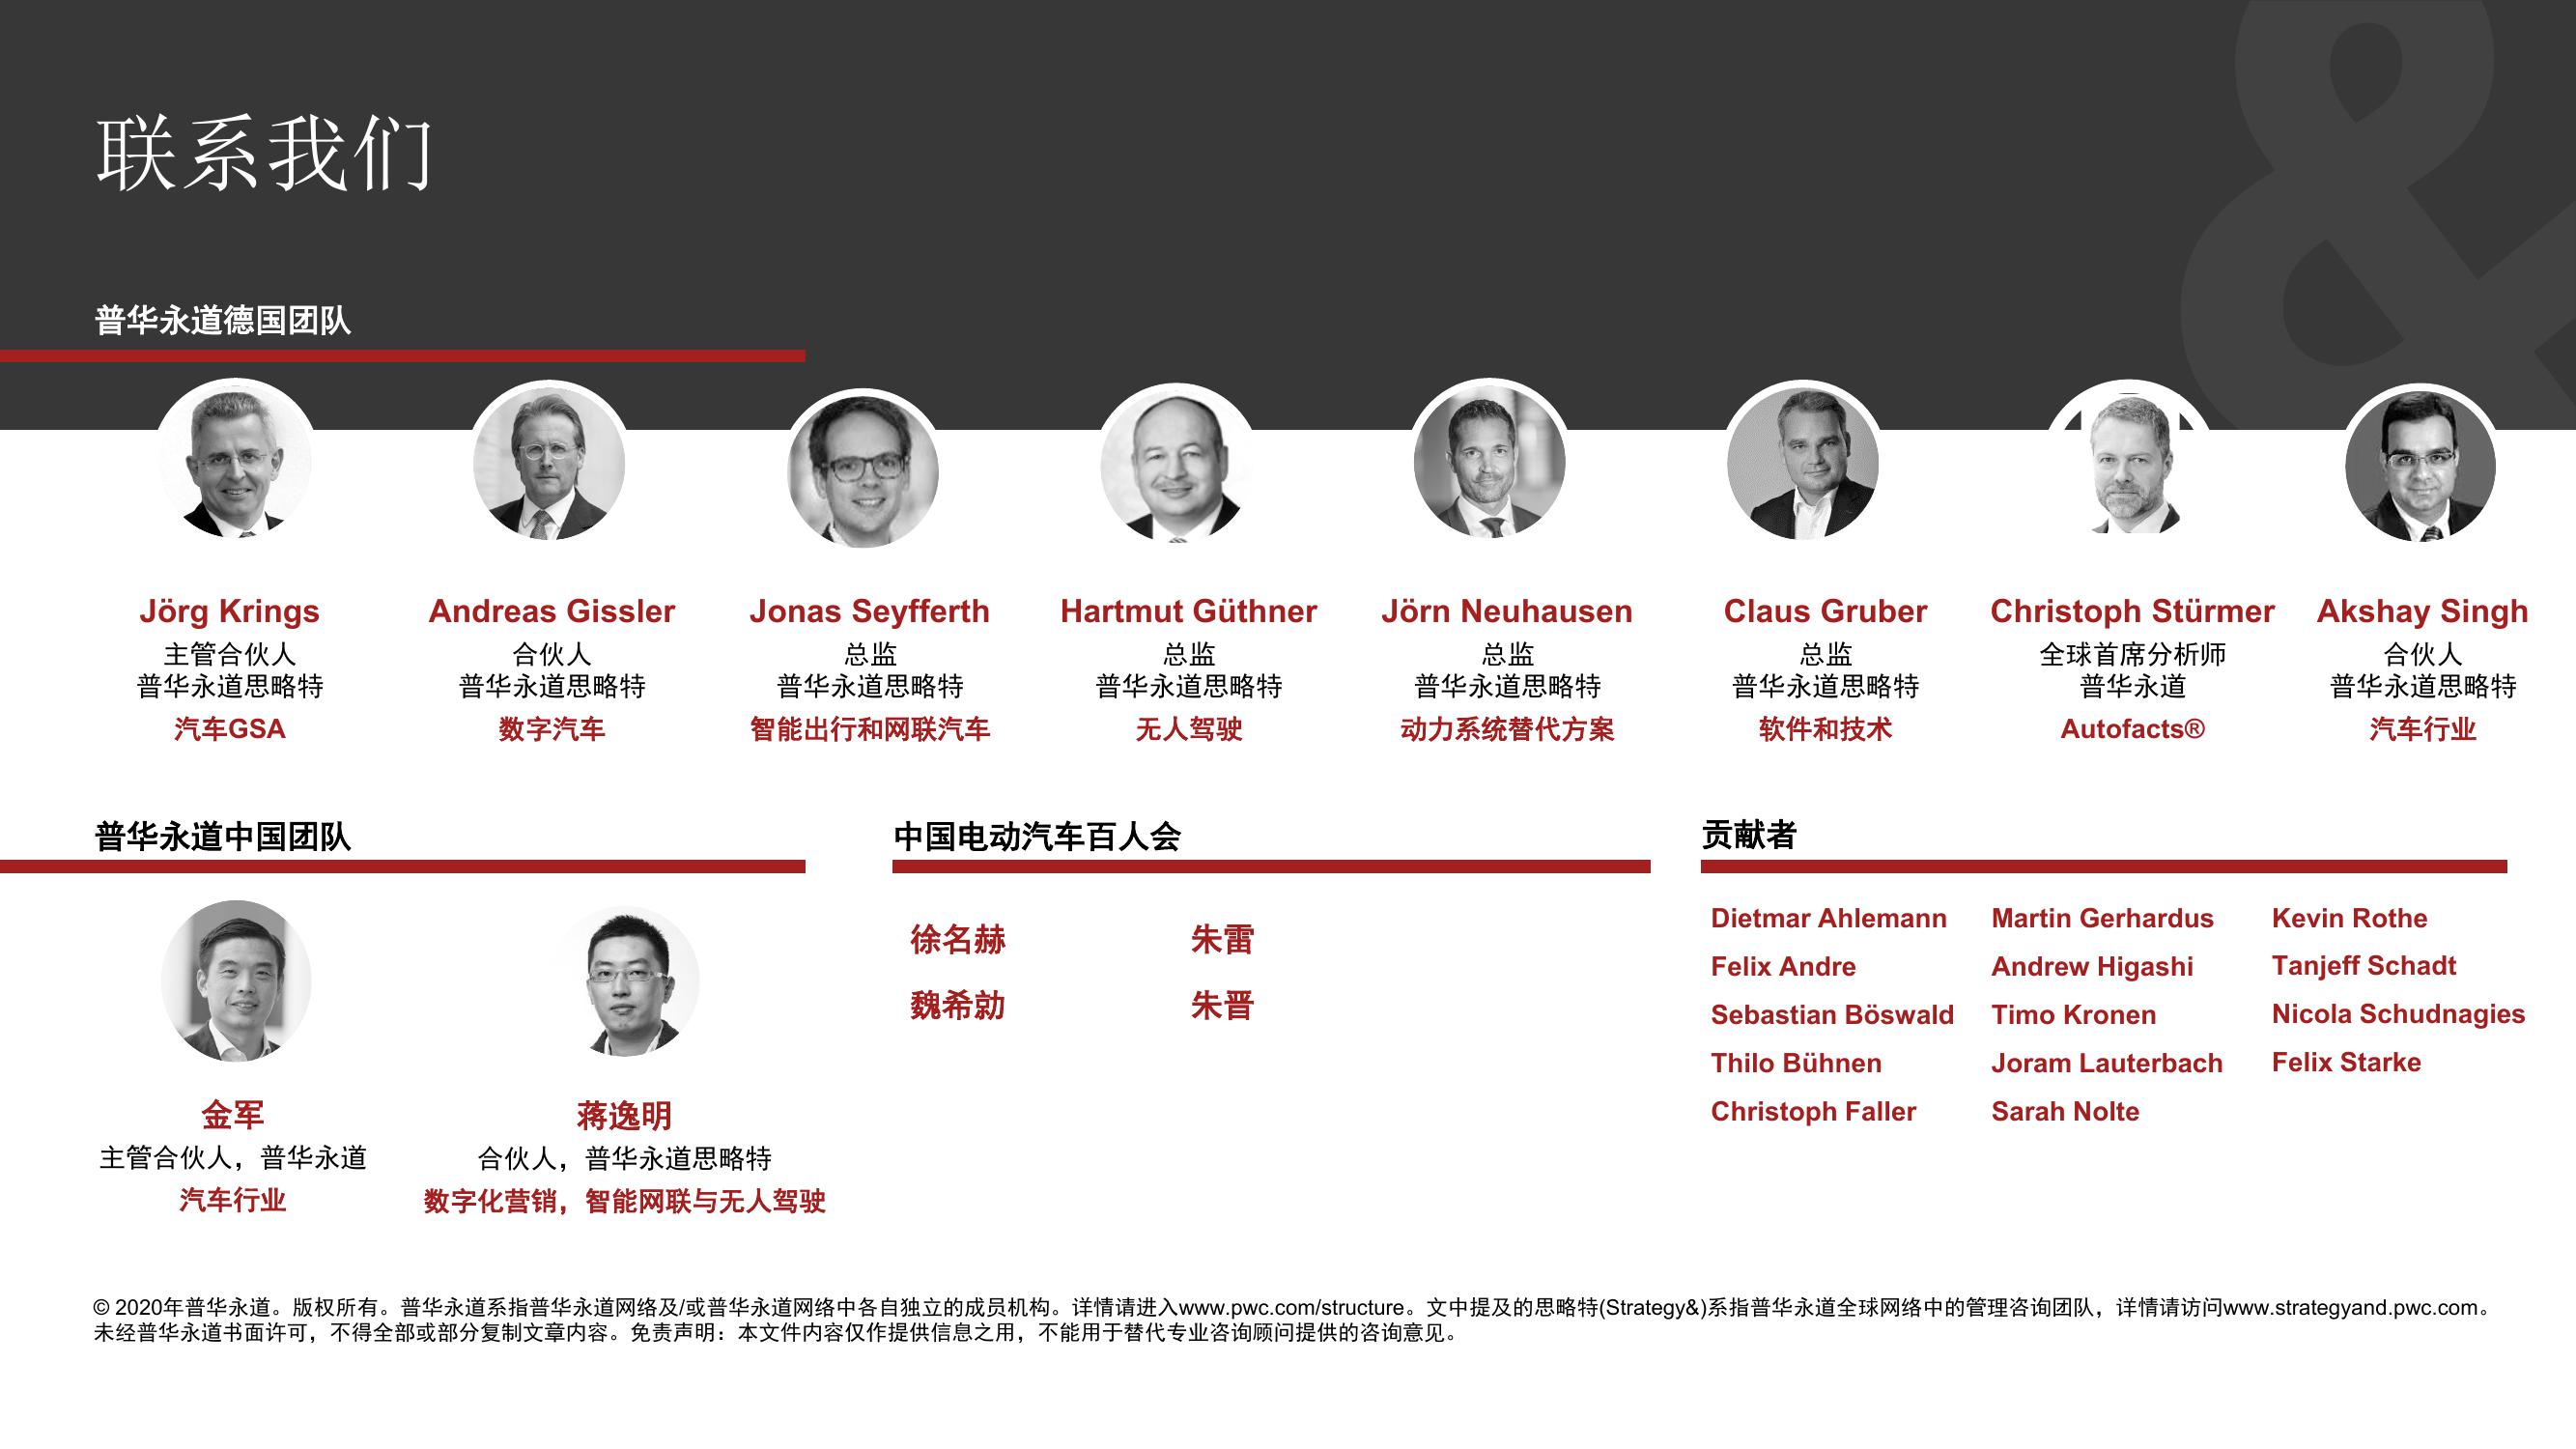 联系我们
普华永道德国团队
Jörg Krings
主管合伙人
普华永道思略特
汽车GSA
Andreas Gissler
合伙人
普华永道思略特
数字汽车
Jonas Seyfferth
总监
普华永道思略特
智能出行和网联汽车
Hartmut Güthner
总监
普华永道思略特
无人驾驶
Jörn Neuhausen
总监
普华永道思略特
动力系统替代方案
Claus Gruber
总监
普华永道思略特
软件和技术
Christoph Stürmer
全球首席分析师
普华永道
Autofacts®
Akshay Singh
合伙人
普华永道思略特
汽车行业
普华永道中国团队
金军
主管合伙人，普华永道
汽车行业
蒋逸明
合伙人，普华永道思略特
数字化营销，智能网联与无人驾驶
中国电动汽车百人会
徐名赫
朱雷
魏希勍
朱晋
贡献者
Dietmar Ahlemann
Felix Andre
Sebastian Böswald
Thilo Bühnen
Christoph Faller
Martin Gerhardus
Andrew Higashi
Timo Kronen
Joram Lauterbach
Sarah Nolte
Kevin Rothe
Tanjeff Schadt
Nicola Schudnagies
Felix Starke
© 2020年普华永道。版权所有。普华永道系指普华永道网络及/或普华永道网络中各自独立的成员机构。详情请进入www.pwc.com/structure。文中提及的思略特(Strategy&)系指普华永道全球网络中的管理咨询团队，详情请访问www.strategyand.pwc.com。
未经普华永道书面许可，不得全部或部分复制文章内容。免责声明：本文件内容仅作提供信息之用，不能用于替代专业咨询顾问提供的咨询意见。